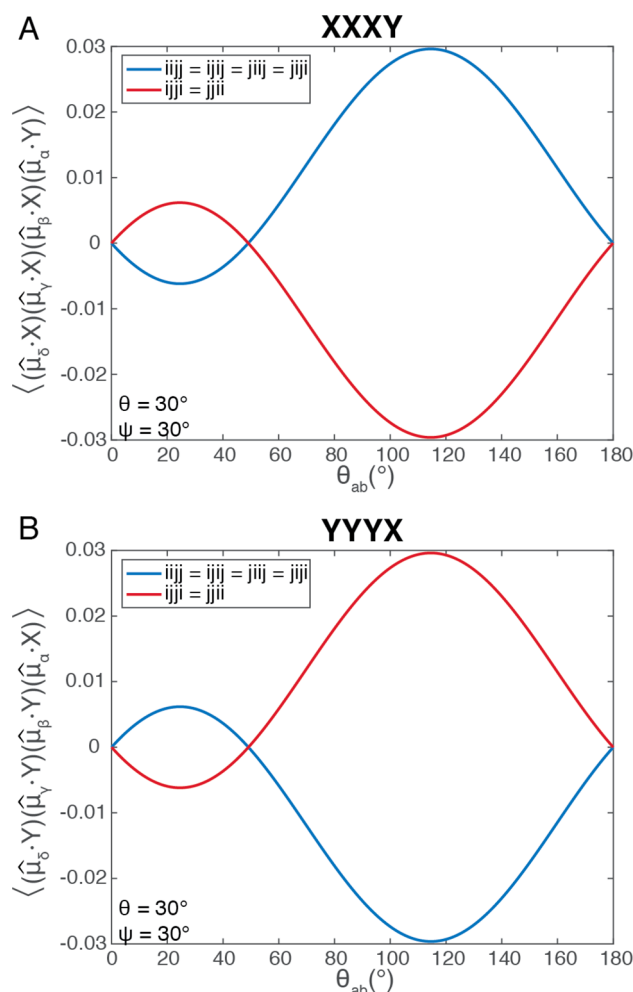 A
XXXY
⟨(μ̂δ·X)(μ̂γ·X)(μ̂β·X)(μ̂α·Y)⟩
0.03
0.02
0.01
0
-0.01
-0.02
-0.03
iijj = ijij = jiij = jiji
ijji = jjii
θ = 30°
ψ = 30°
0 20 40 60 80 100 120 140 160 180
θab(°)
B
YYYX
⟨(μ̂δ·Y)(μ̂γ·Y)(μ̂β·Y)(μ̂α·X)⟩
0.03
0.02
0.01
0
-0.01
-0.02
-0.03
iijj = ijij = jiij = jiji
ijji = jjii
θ = 30°
ψ = 30°
0 20 40 60 80 100 120 140 160 180
θab(°)